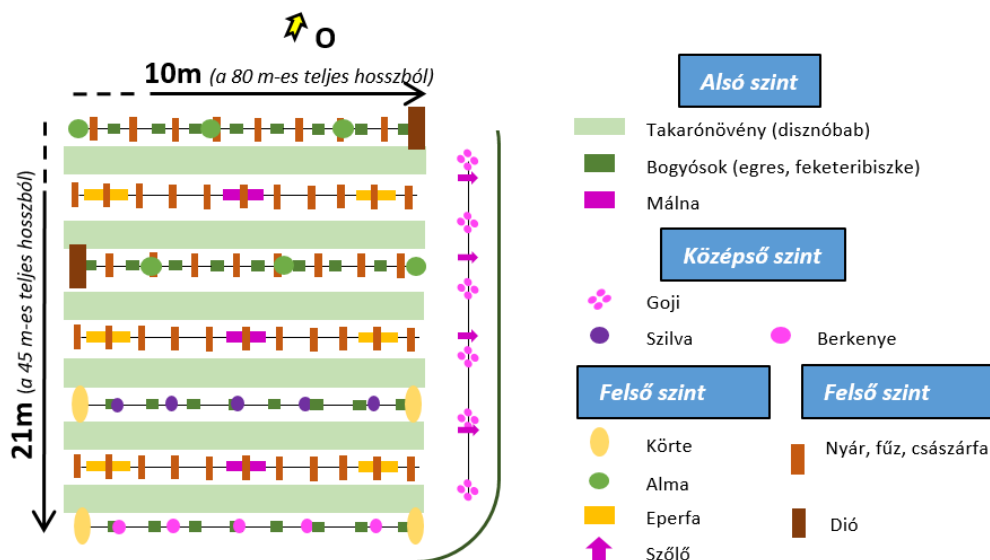 O
10m (a 80 m-es teljes hosszból)
21m (a 45 m-es teljes hosszból)
Alsó szint
Takarónövény (disznóbab)
Bogyósok (egres, feketeribiszke)
Málna
Középső szint
Goji
Szilva
Berkenye
Felső szint
Felső szint
Körte
Nyár, fűz, császárfa
Alma
Eperfa
Dió
Szőlő